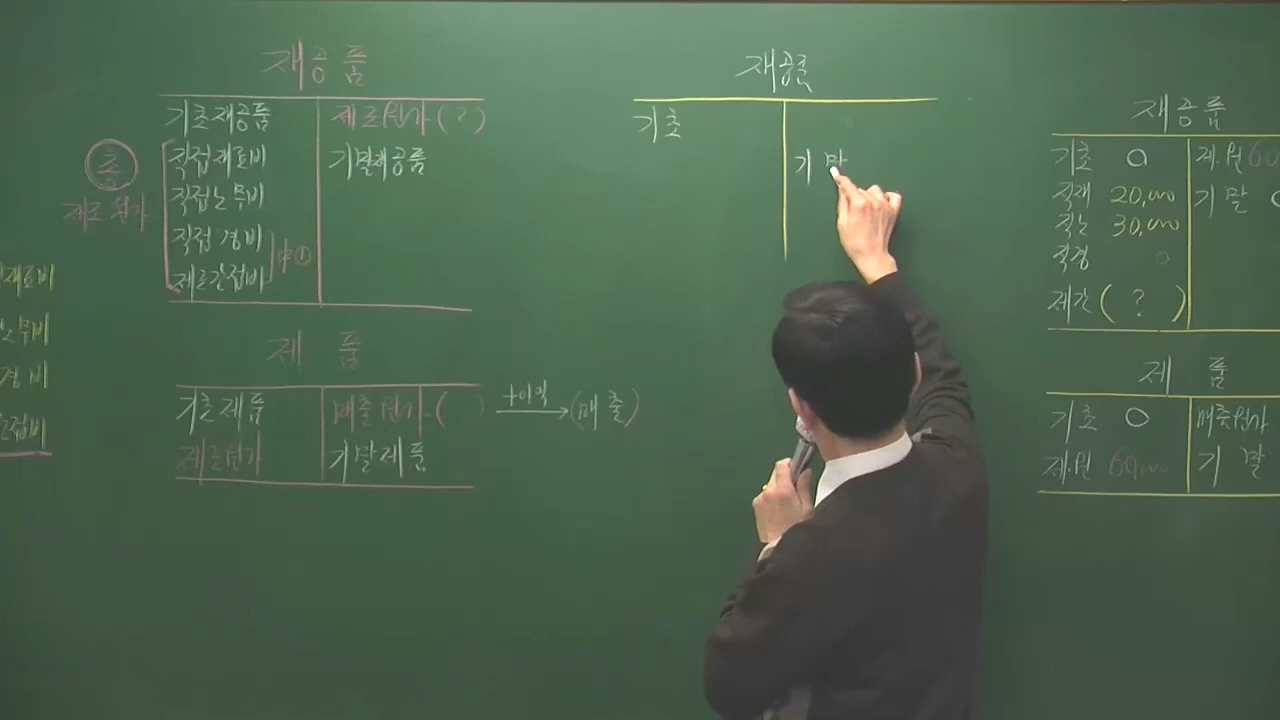 재공품
기초재공품 제조원가 (?)
직접재료비 기말재공품
직접노무비
직접경비
제조간접비
총
제조원가
제 품
기초제품 매출원가 ( )
제조원가 기말제품
+이익
(매출)
재료비
노무비
경비
간접비
재공품
기초
기말
재공품
기초 0 제.원 60
직재 20,000 기말 0
직노 30,000
직경 0
제간 ( ? )
제 품
기초 0 매출원가
제.원 60,000 기말